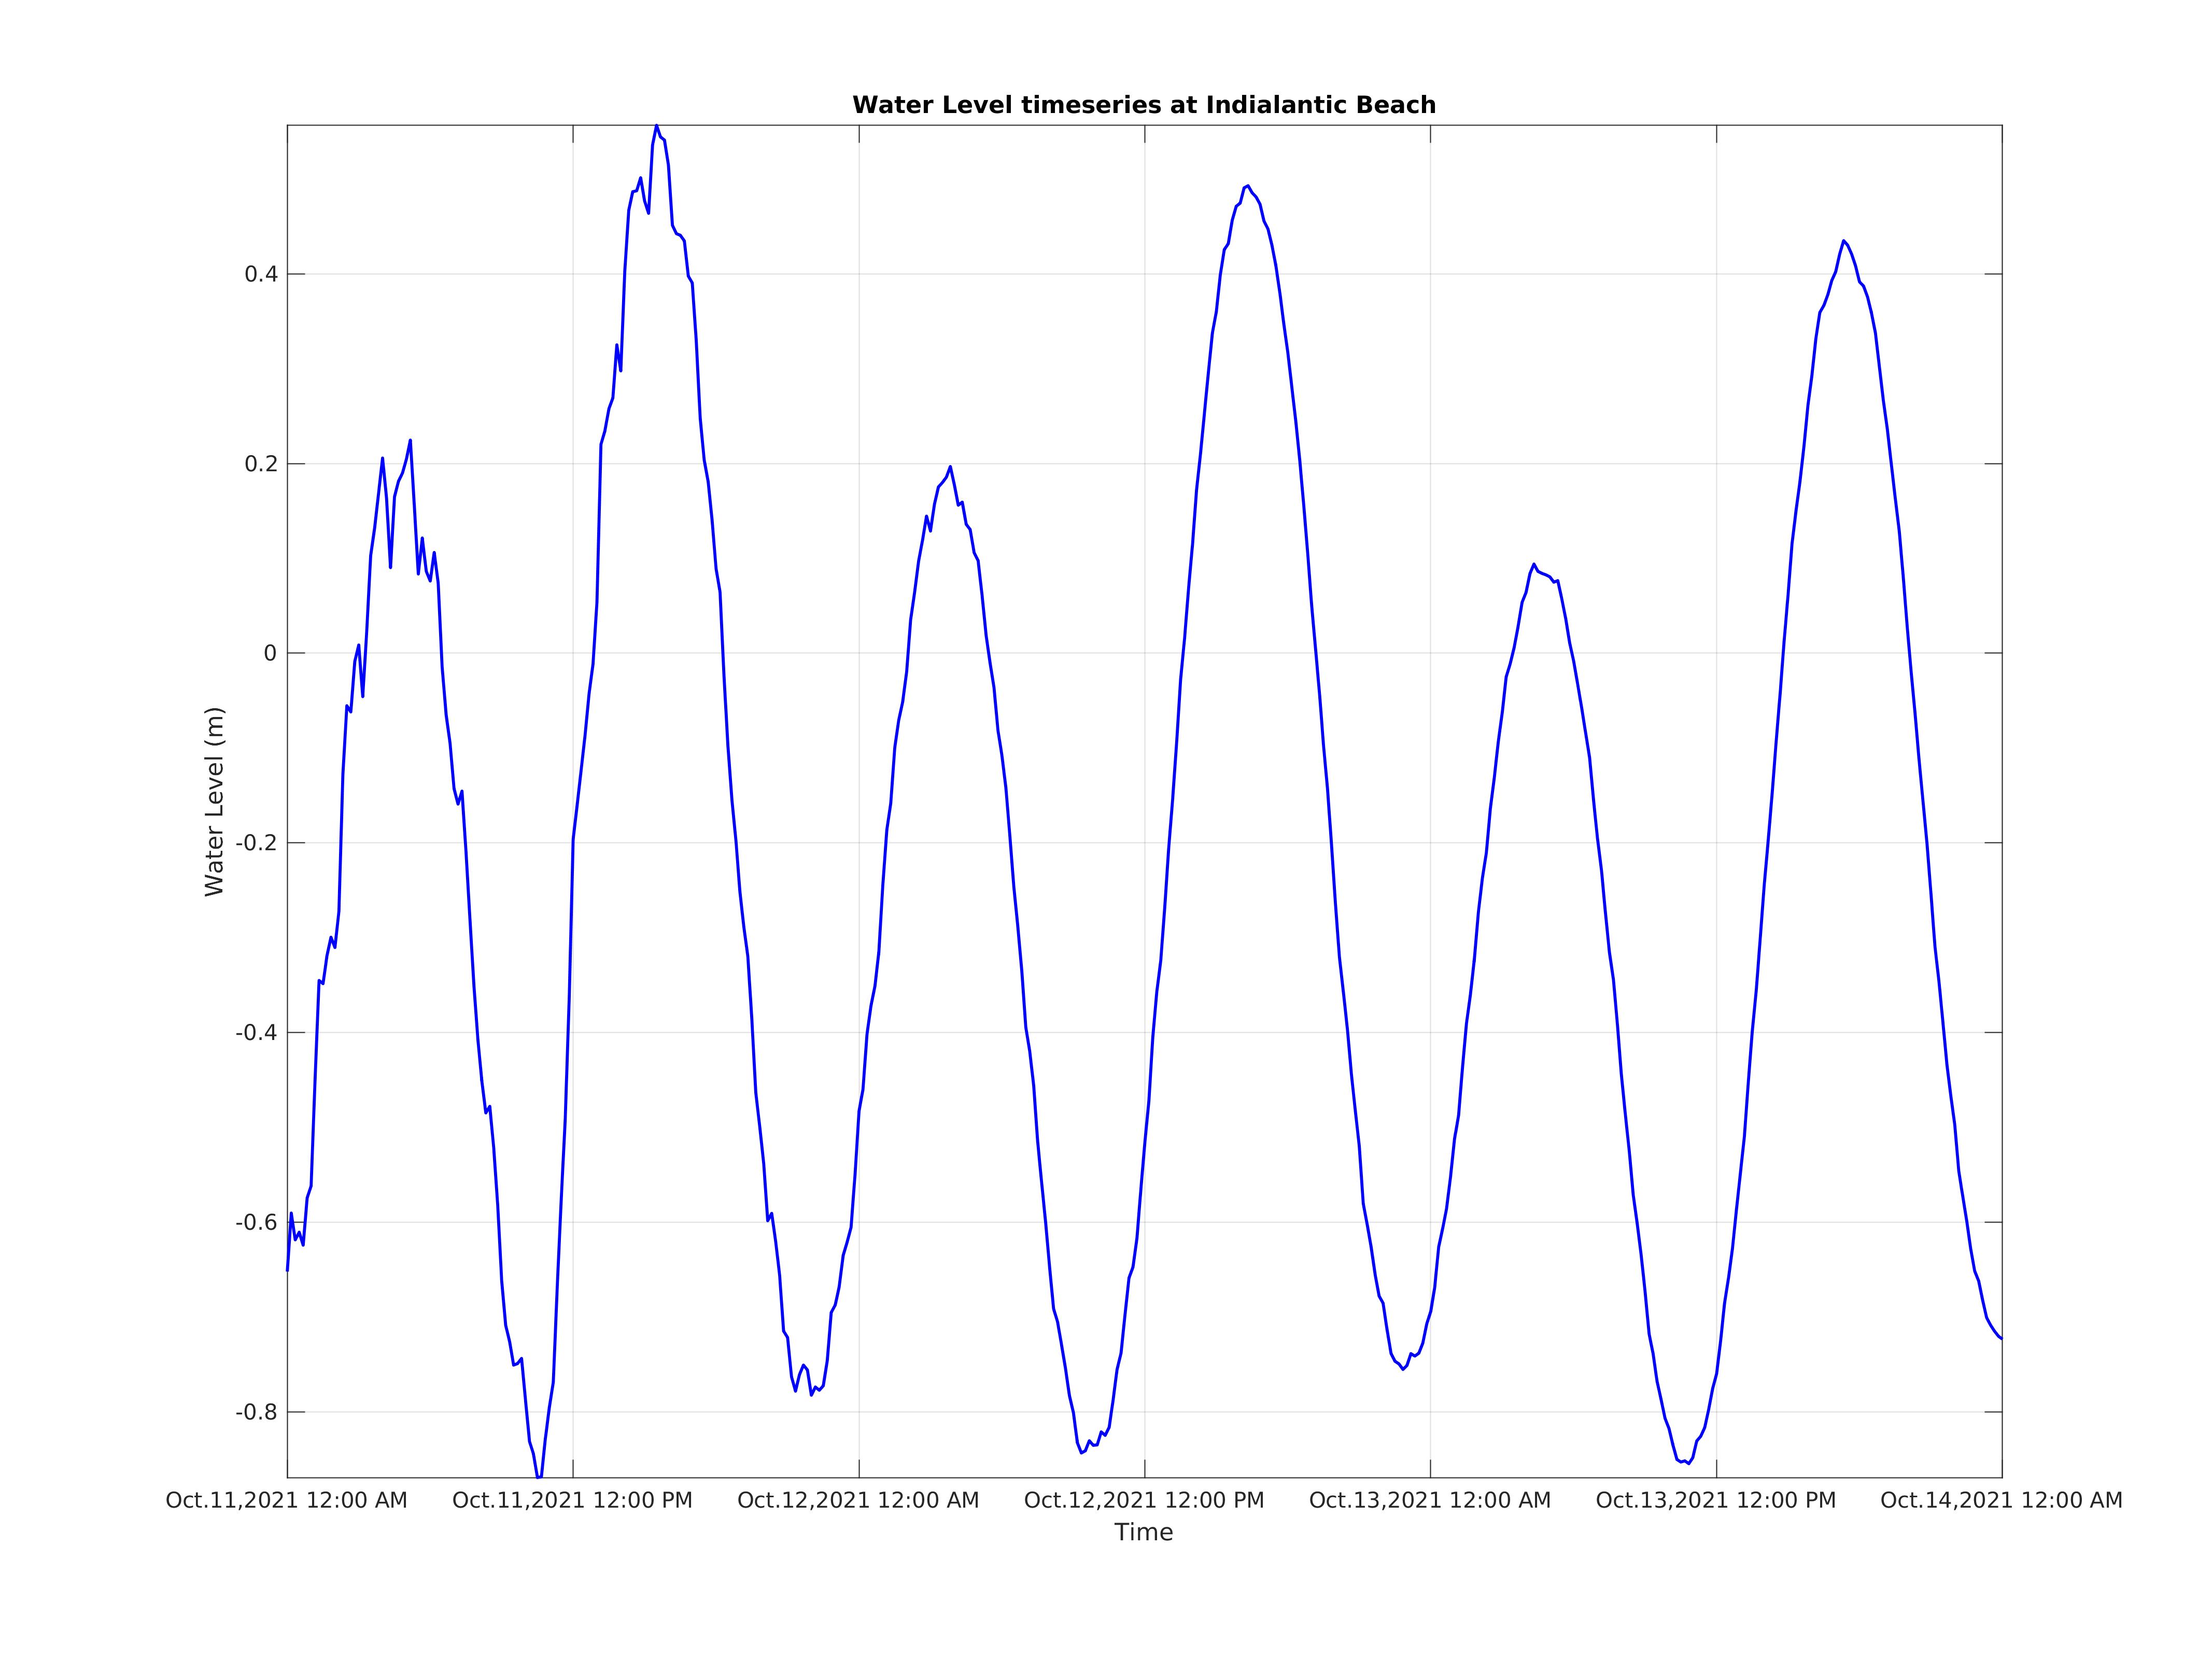 Water Level timeseries at Indialantic Beach
0.4
0.2
0
-0.2
-0.4
-0.6
-0.8
Water Level (m)
Oct.11,2021 12:00 AM Oct.11,2021 12:00 PM Oct.12,2021 12:00 AM Oct.12,2021 12:00 PM Oct.13,2021 12:00 AM Oct.13,2021 12:00 PM Oct.14,2021 12:00 AM
Time